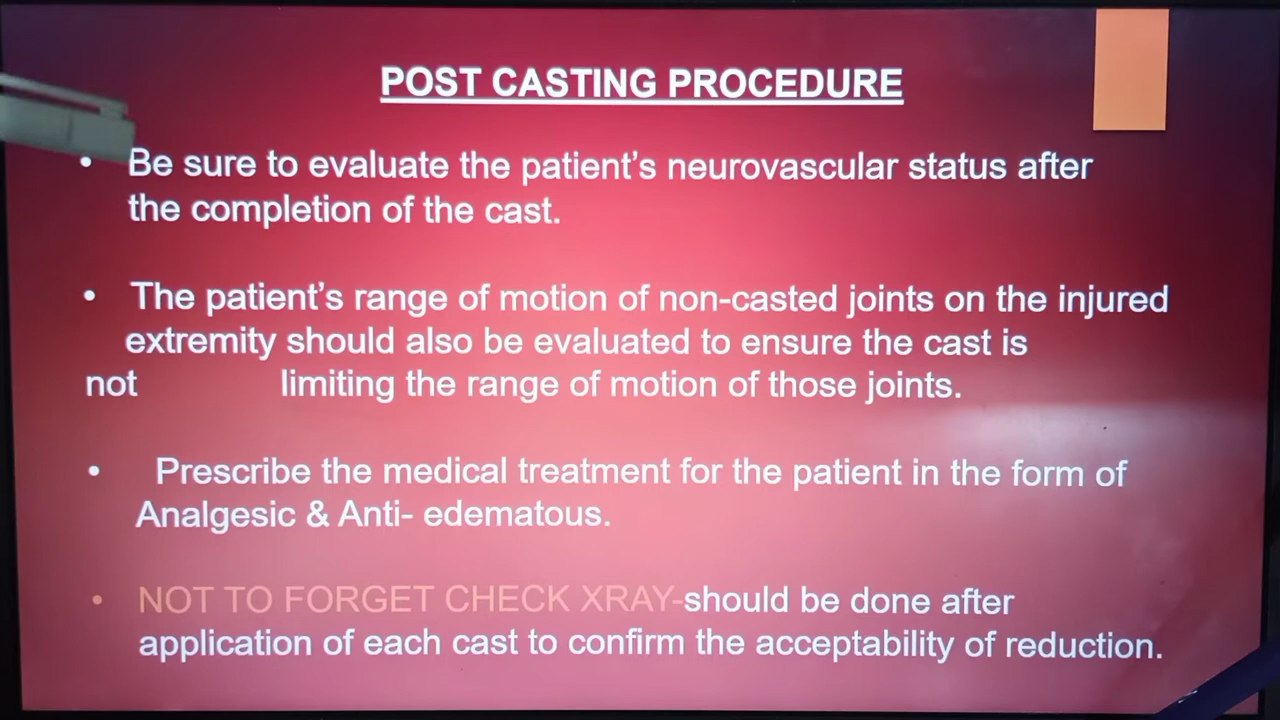 POST CASTING PROCEDURE
• Be sure to evaluate the patient’s neurovascular status after
the completion of the cast.
• The patient’s range of motion of non-casted joints on the injured
extremity should also be evaluated to ensure the cast is
not limiting the range of motion of those joints.
• Prescribe the medical treatment for the patient in the form of
Analgesic & Anti- edematous.
• NOT TO FORGET CHECK XRAY-should be done after
application of each cast to confirm the acceptability of reduction.